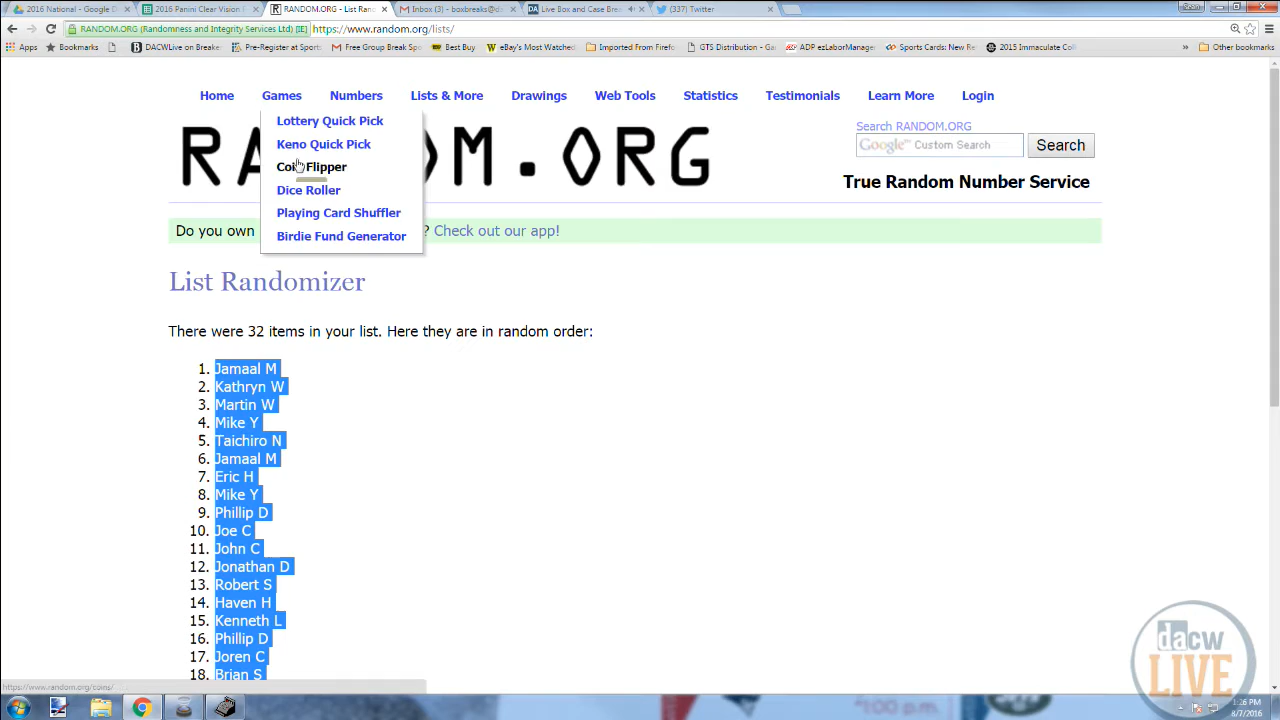 2016 National - Google D
2016 Panini Clear Vision
RANDOM.ORG - List Ran
Inbox (3) - boxbreaks@d
Live Box and Case Bre
(337) Twitter
Sean
RANDOM.ORG (Randomness and Integrity Services Ltd) [IE]
https://www.random.org/lists/
Apps
Bookmarks
DACWLive on Breake
Pre-Register at Sport
Free Group Break Sp
Best Buy
eBay's Most Watched
Imported From Firefo
GTS Distribution - Ga
ADP ezLaborManager
Sports Cards: New Re
2015 Immaculate Col
»
Other bookmarks
Home
Games
Numbers
Lists & More
Drawings
Web Tools
Statistics
Testimonials
Learn More
Login
Lottery Quick Pick
Keno Quick Pick
Coin Flipper
Dice Roller
Playing Card Shuffler
Birdie Fund Generator
RANDOM.ORG
Search RANDOM.ORG
Google Custom Search
Search
True Random Number Service
Do you own
? Check out our app!
List Randomizer
There were 32 items in your list. Here they are in random order:
1. Jamaal M
2. Kathryn W
3. Martin W
4. Mike Y
5. Taichiro N
6. Jamaal M
7. Eric H
8. Mike Y
9. Phillip D
10. Joe C
11. John C
12. Jonathan D
13. Robert S
14. Haven H
15. Kenneth L
16. Phillip D
17. Joren C
18. Brian S
https://www.random.org/coins/
dacw
LIVE
1:26 PM
8/7/2016